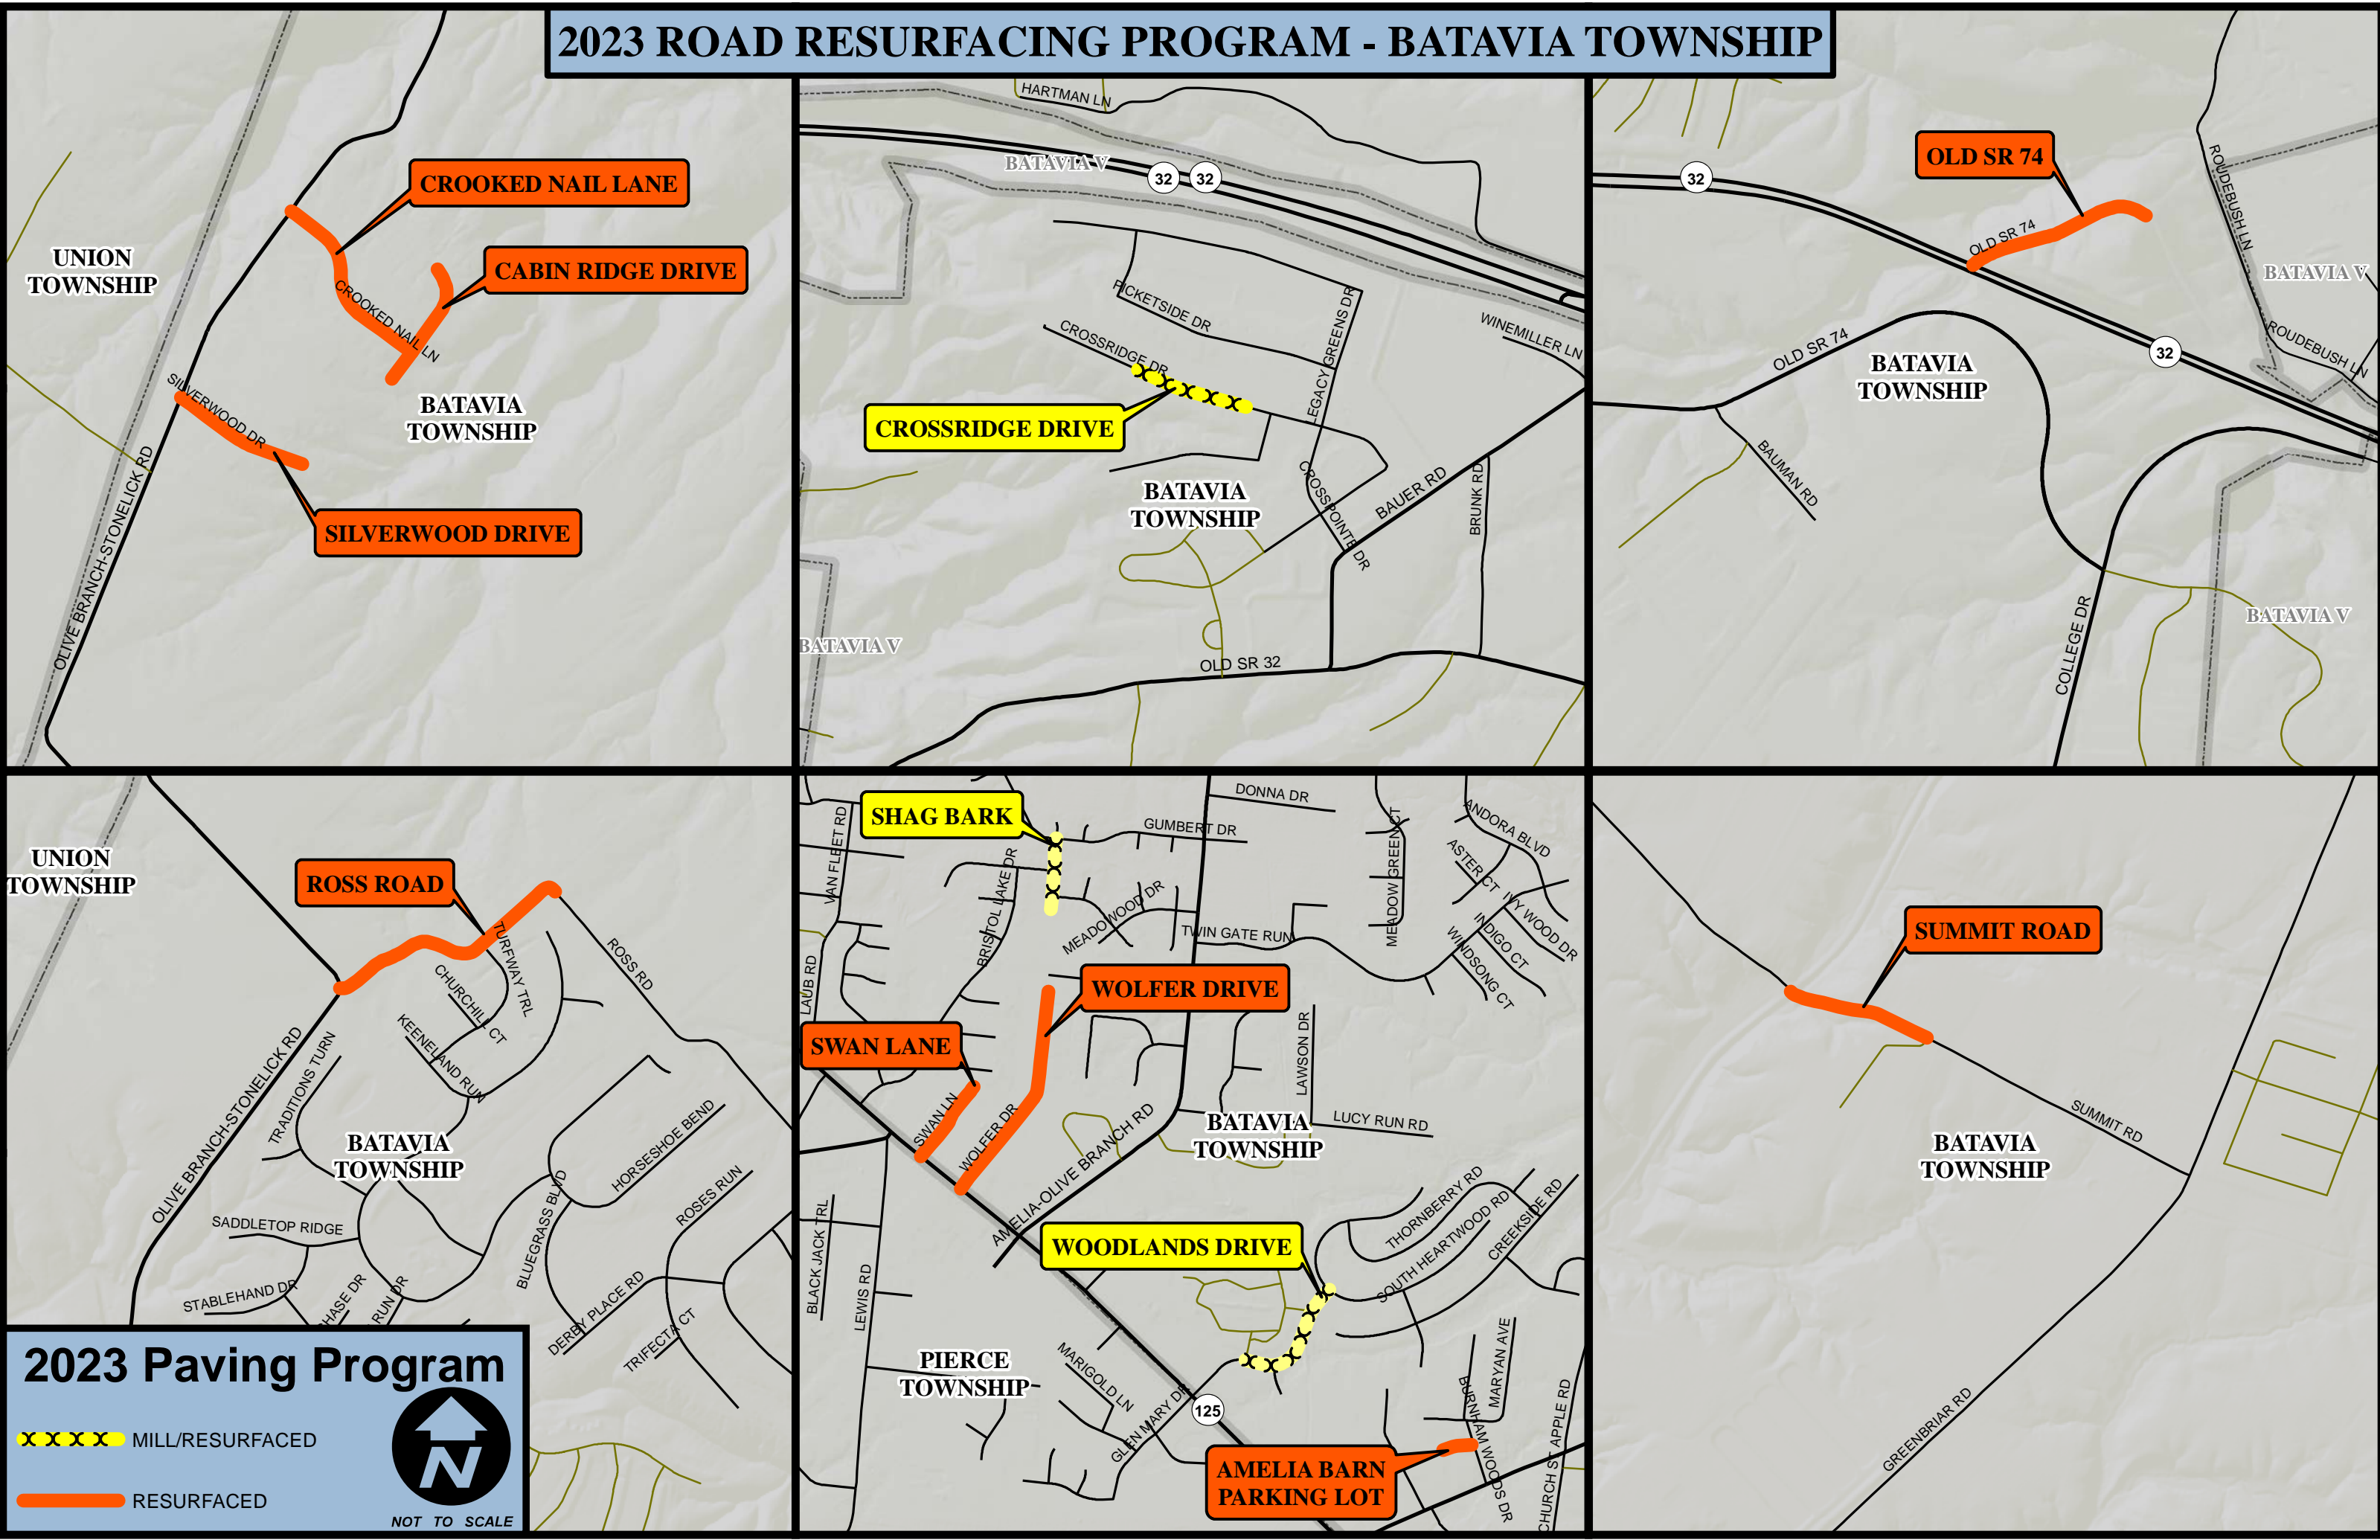 2023 ROAD RESURFACING PROGRAM - BATAVIA TOWNSHIP
CROOKED NAIL LANE
CABIN RIDGE DRIVE
UNION
TOWNSHIP
CROOKED NAIL LN
SILVERWOOD DR
BATAVIA
TOWNSHIP
SILVERWOOD DRIVE
OLIVE BRANCH-STONELICK RD
HARTMAN LN
BATAVIA V
32
32
PICKETSIDE DR
CROSSRIDGE DR
LEGACY GREENS DR
WINEMILLER LN
CROSSRIDGE DRIVE
BATAVIA
TOWNSHIP
CROSSPOINTE DR
BAUER RD
BRUNK RD
BATAVIA V
OLD SR 32
OLD SR 74
32
OLD SR 74
ROUDEBUSH LN
BATAVIA V
ROUDEBUSH LN
OLD SR 74
32
BATAVIA
TOWNSHIP
BAUMAN RD
COLLEGE DR
BATAVIA V
UNION
TOWNSHIP
ROSS ROAD
TURFWAY TRL
ROSS RD
CHURCHILL CT
KEENELAND RUN
TRADITIONS TURN
OLIVE BRANCH-STONELICK RD
BATAVIA
TOWNSHIP
HORSESHOE BEND
ROSES RUN
BLUEGRASS BLVD
SADDLETOP RIDGE
STABLEHAND DR
HASE DR
RUN DR
DERBY PLACE RD
TRIFECTA CT
2023 Paving Program
MILL/RESURFACED
RESURFACED
N
NOT TO SCALE
SHAG BARK
DONNA DR
GUMBERT DR
VAN FLEET RD
BRISTOL LAKE DR
MEADOWOOD DR
MEADOW GREEN CT
ANDORA BLVD
ASTER CT
IVY WOOD DR
INDIGO CT
WINDSONG CT
TWIN GATE RUN
LAUB RD
WOLFER DRIVE
SWAN LANE
SWAN LN
WOLFER DR
LAWSON DR
LUCY RUN RD
BATAVIA
TOWNSHIP
AMELIA-OLIVE BRANCH RD
BLACK JACK TRL
LEWIS RD
WOODLANDS DRIVE
THORNBERRY RD
SOUTH HEARTWOOD RD
CREEKSIDE RD
PIERCE
TOWNSHIP
MARIGOLD LN
GLEN MARY DR
125
BURNHAM WOODS DR
MARYAN AVE
CHURCH ST APPLE RD
AMELIA BARN
PARKING LOT
SUMMIT ROAD
SUMMIT RD
BATAVIA
TOWNSHIP
GREENBRIAR RD